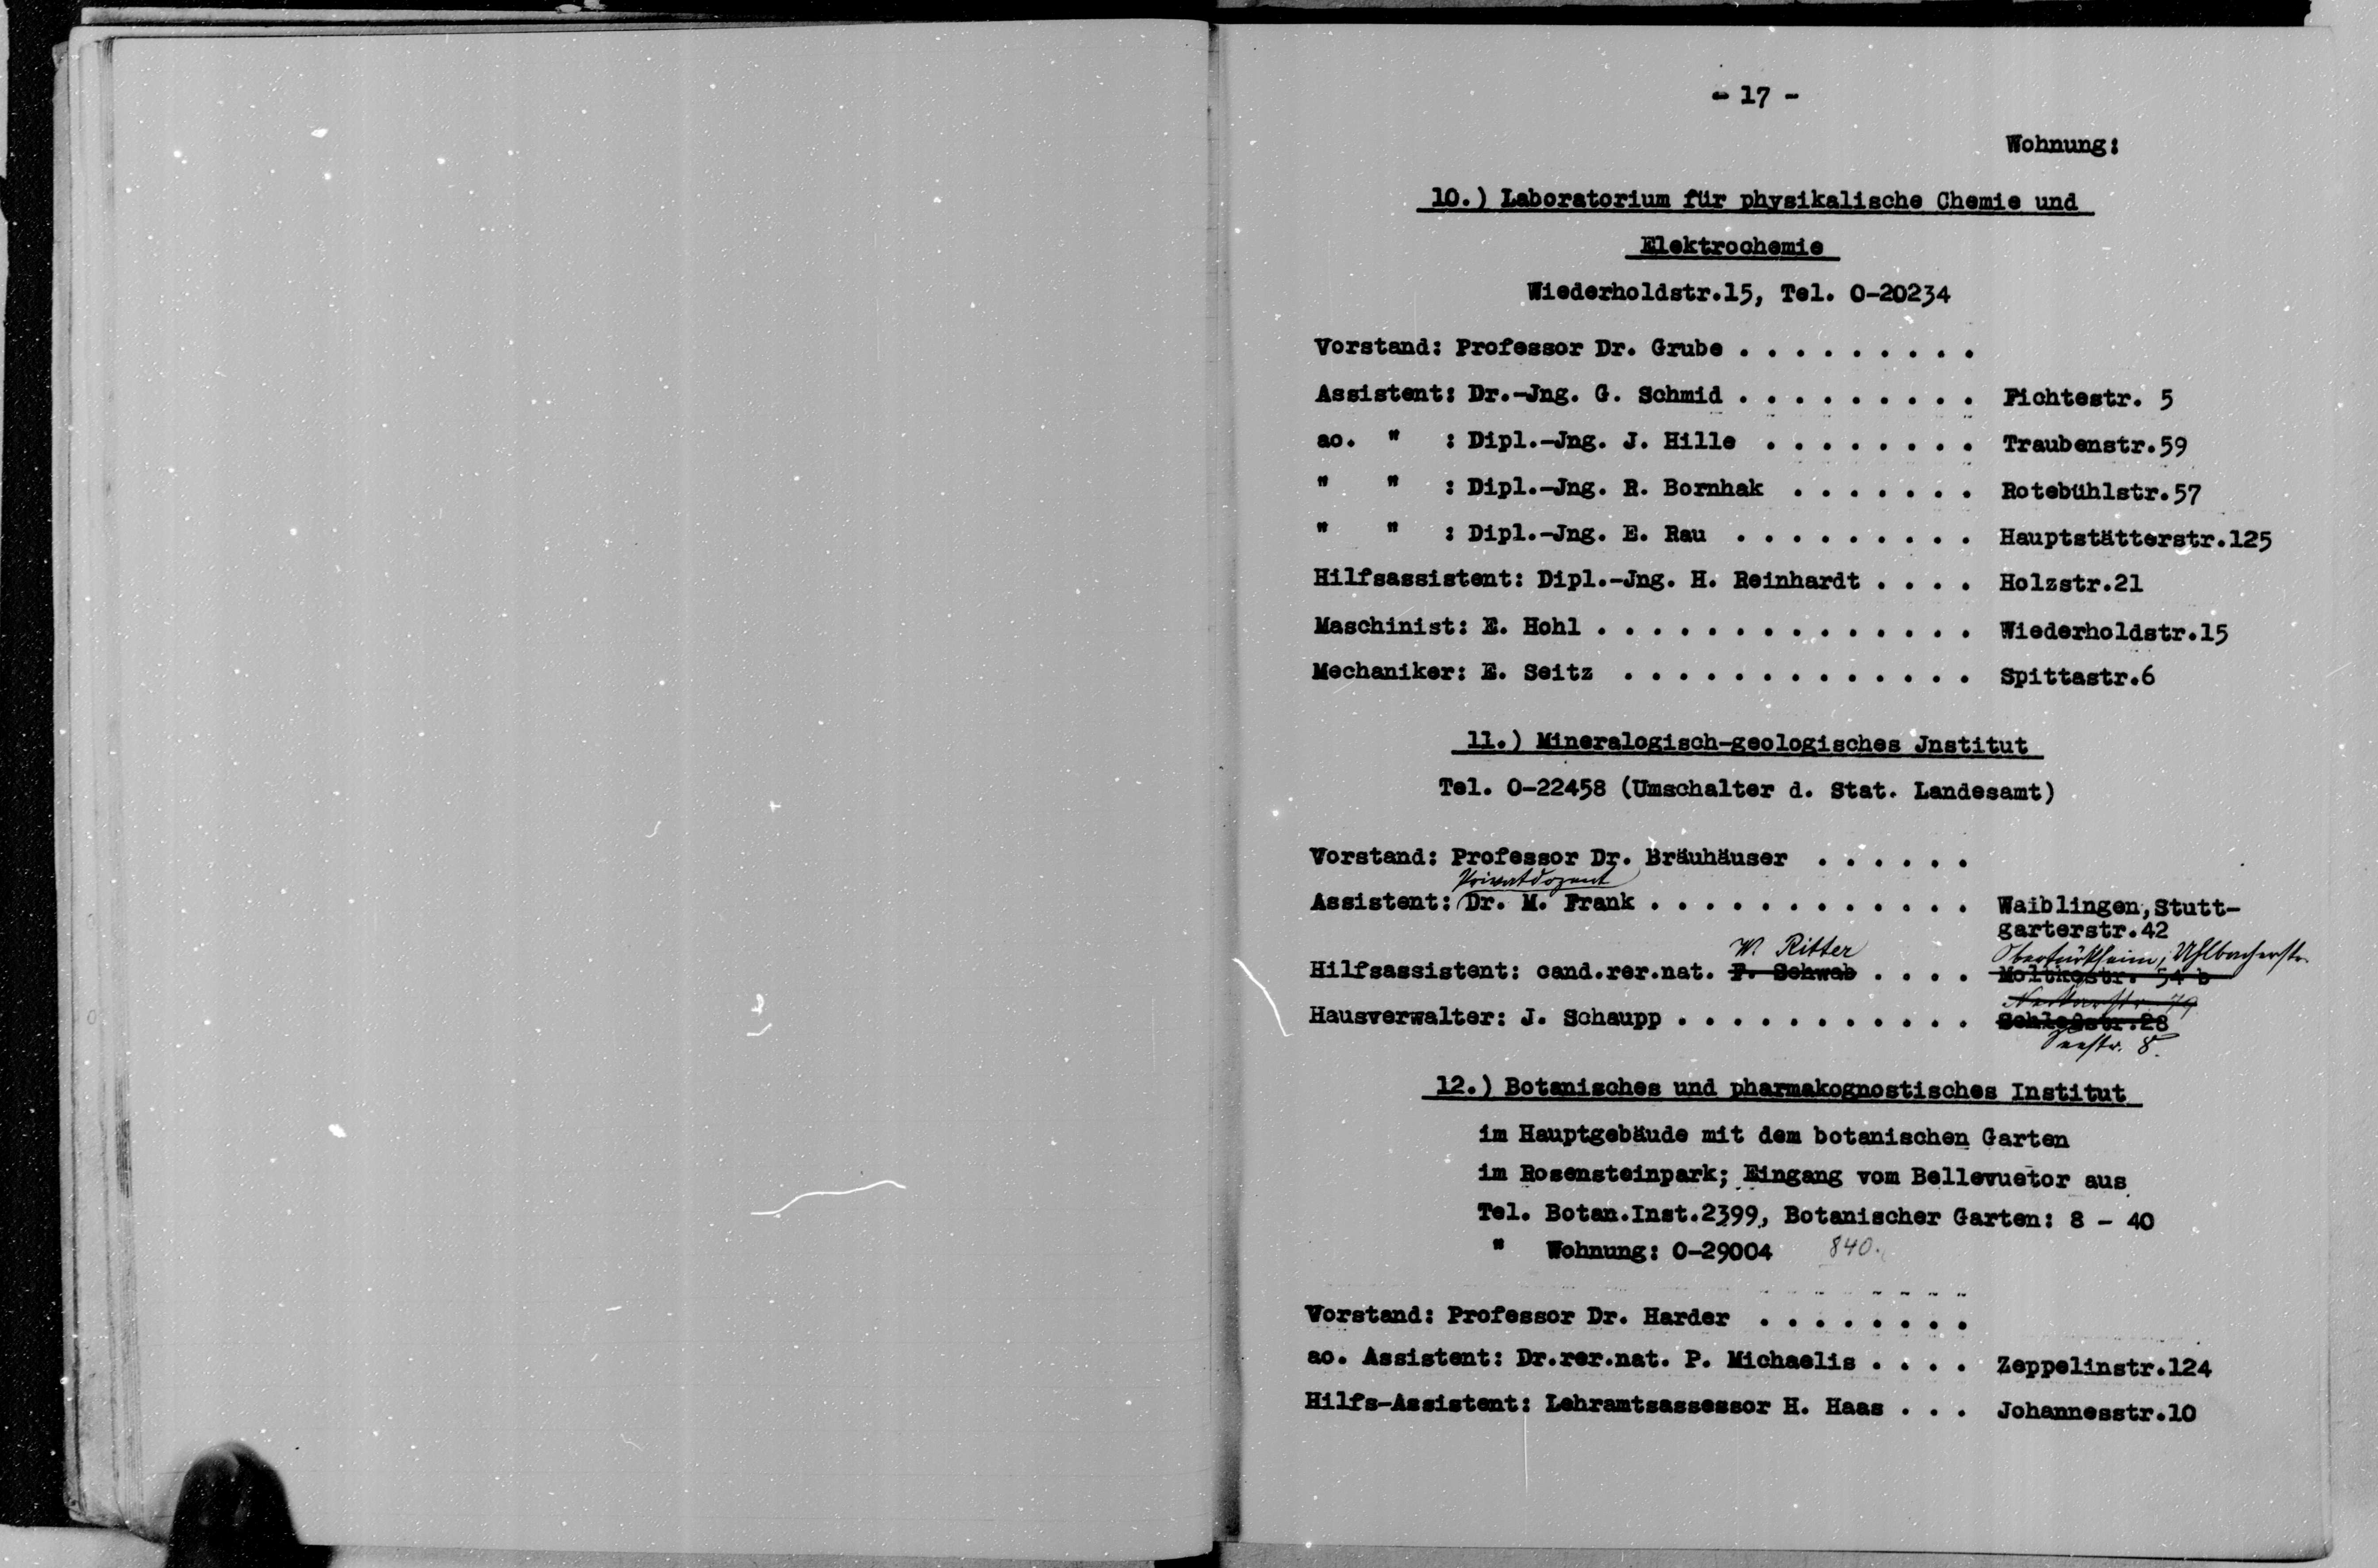 - 17 -
Wohnung:
10.) Laboratorium für physikalische Chemie und
Elektrochemie
Wiederholdstr.15, Tel. 0-20234
Vorstand: Professor Dr. Grube . . . . . . . . .
Assistent: Dr.-Jng. G. Schmid . . . . . . . . . Fichtestr. 5
ao. " : Dipl.-Jng. J. Hille . . . . . . . . Traubenstr.59
" " : Dipl.-Jng. R. Bornhak . . . . . . . Rotebühlstr.57
" " : Dipl.-Jng. E. Rau . . . . . . . . . Hauptstätterstr.125
Hilfsassistent: Dipl.-Jng. H. Reinhardt . . . . Holzstr.21
Maschinist: E. Hohl . . . . . . . . . . . . . . Wiederholdstr.15
Mechaniker: E. Seitz . . . . . . . . . . . . . Spittastr.6
11.) Mineralogisch-geologisches Jnstitut
Tel. 0-22458 (Umschalter d. Stat. Landesamt)
Vorstand: Professor Dr. Bräuhäuser . . . . . .
Privatdozent
Assistent: Dr. M. Frank . . . . . . . . . . . . Waiblingen,Stutt-
garterstr.42
W. Ritter Obertürkheim, Uhlbacherstr.
Hilfsassistent: cand.rer.nat. F. Schwab . . . . Moltkestr. 54 b
Neckarstr. 79
Hausverwalter: J. Schaupp . . . . . . . . . . . Schloßstr.28
Seestr. 8.
12.) Botanisches und pharmakognostisches Institut
im Hauptgebäude mit dem botanischen Garten
im Rosensteinpark; Eingang vom Bellevuetor aus
Tel. Botan.Inst.2399, Botanischer Garten: 8 - 40
" Wohnung: 0-29004 840.
Vorstand: Professor Dr. Harder . . . . . . . .
ao. Assistent: Dr.rer.nat. P. Michaelis . . . . Zeppelinstr.124
Hilfs-Assistent: Lehramtsassessor H. Haas . . . Johannesstr.10